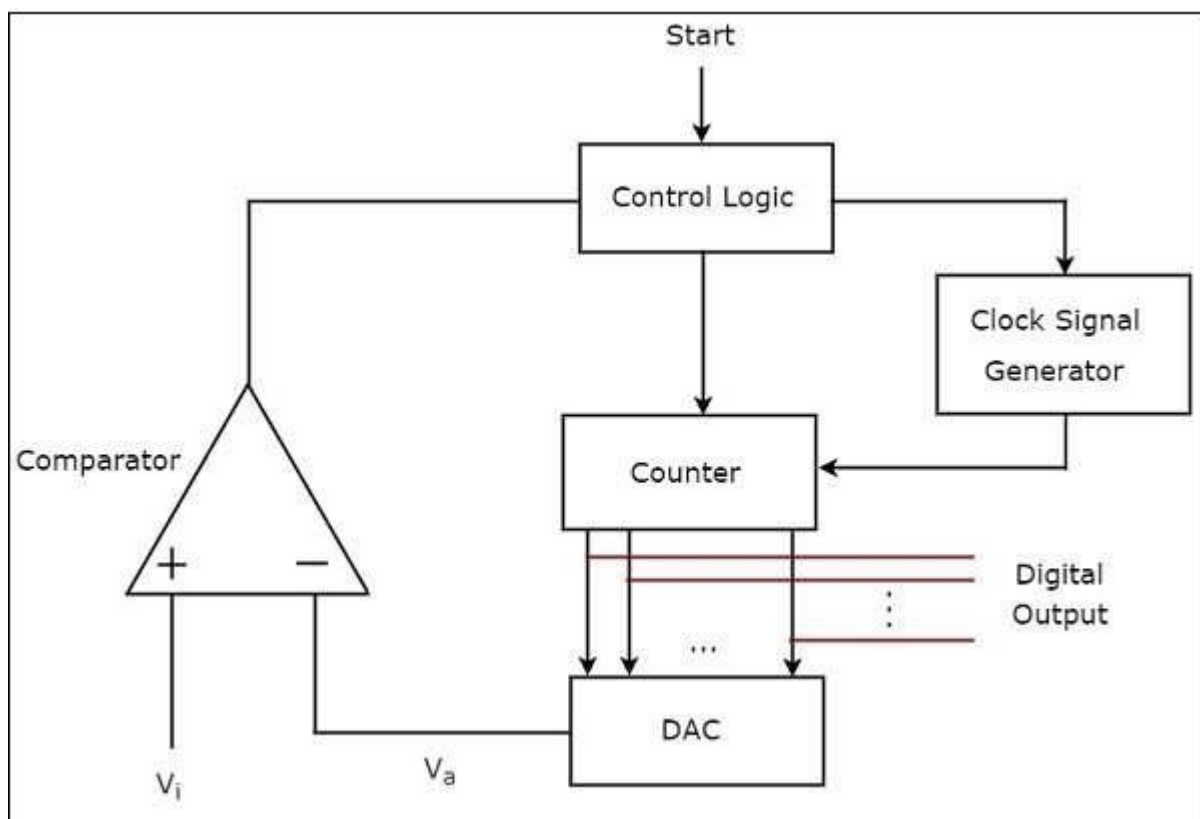 Start
Control Logic
Clock Signal
Generator
Comparator
Counter
+ −
Digital
Output
...
DAC
Vi
Va